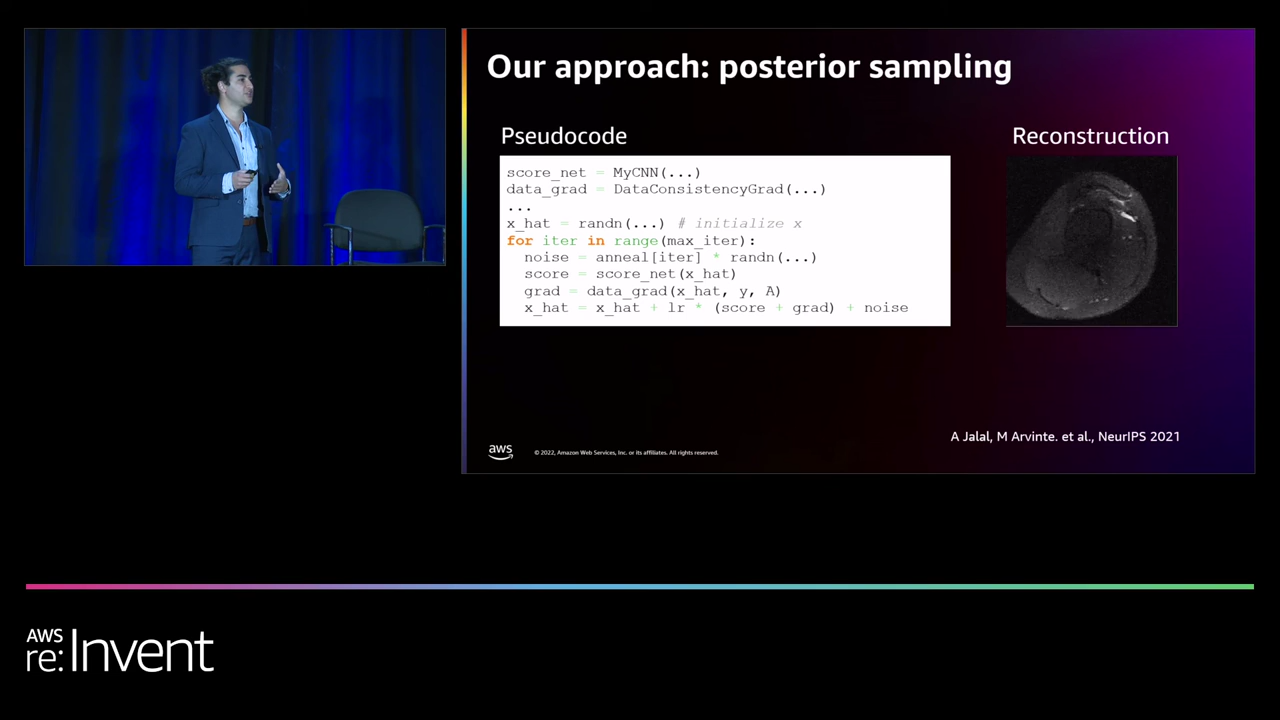 Our approach: posterior sampling
Pseudocode
score_net = MyCNN(...)
data_grad = DataConsistencyGrad(...)
...
x_hat = randn(...) # initialize x
for iter in range(max_iter):
noise = anneal[iter] * randn(...)
score = score_net(x_hat)
grad = data_grad(x_hat, y, A)
x_hat = x_hat + lr * (score + grad) + noise
Reconstruction
A Jalal, M Arvinte. et al., NeurIPS 2021
aws
© 2022, Amazon Web Services, Inc. or its affiliates. All rights reserved.
AWS
re:Invent